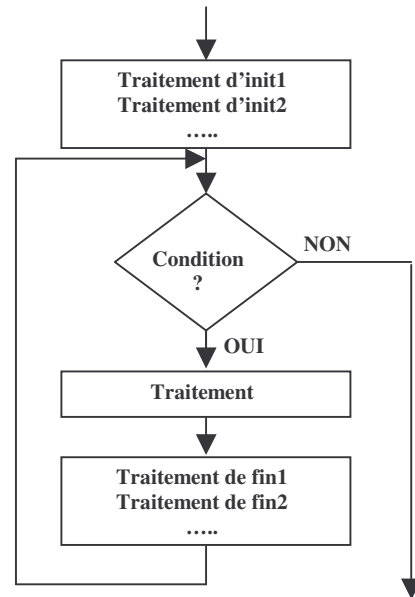 Traitement d'init1
Traitement d'init2
…..
Condition
?
NON
OUI
Traitement
Traitement de fin1
Traitement de fin2
…..